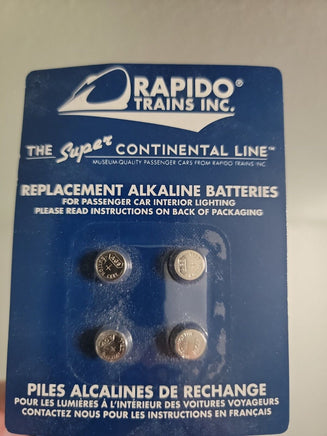 RAPIDO®
TRAINS INC.
THE Super CONTINENTAL LINE™
MUSEUM-QUALITY PASSENGER CARS FROM RAPIDO TRAINS INC.
REPLACEMENT ALKALINE BATTERIES
FOR PASSENGER CAR INTERIOR LIGHTING
PLEASE READ INSTRUCTIONS ON BACK OF PACKAGING
PILES ALCALINES DE RECHANGE
POUR LES LUMIÈRES À L'INTÉRIEUR DES VOITURES VOYAGEURS
CONTACTEZ NOUS POUR LES INSTRUCTIONS EN FRANÇAIS